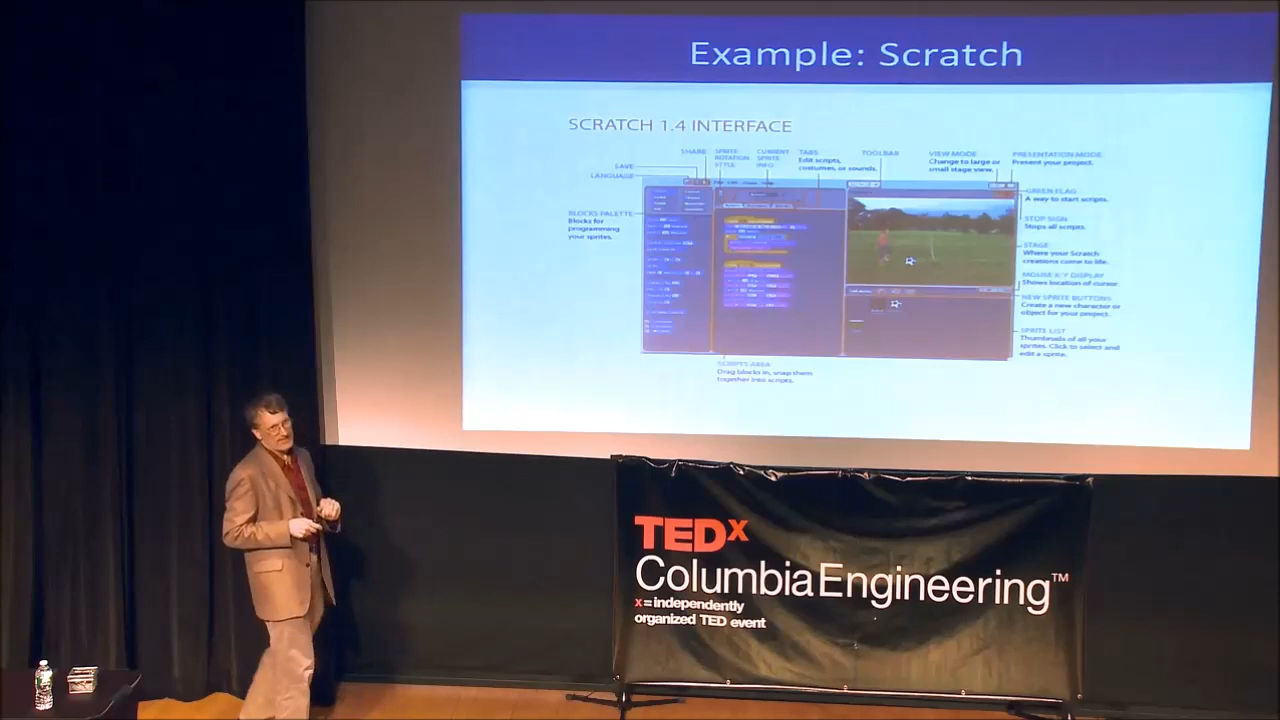 Example: Scratch
SCRATCH 1.4 INTERFACE
SHARE
SPRITE
ROTATION
STYLE
CURRENT
SPRITE
INFO
TABS
Edit scripts,
costumes, or sounds.
TOOLBAR
VIEW MODE
Change to large or
small stage view.
PRESENTATION MODE
Present your project.
SAVE
LANGUAGE
BLOCKS PALETTE
Blocks for
programming
your sprites.
GREEN FLAG
A way to start scripts.
STOP SIGN
Stops all scripts.
STAGE
Where your Scratch
creations come to life.
MOUSE X-Y DISPLAY
Shows location of cursor.
NEW SPRITE BUTTONS
Create a new character or
object for your project.
SPRITE LIST
Thumbnails of all your
sprites. Click to select and
edit a sprite.
SCRIPTS AREA
Drag blocks in, snap them
together into scripts.
TEDx
ColumbiaEngineering™
x = independently
organized TED event